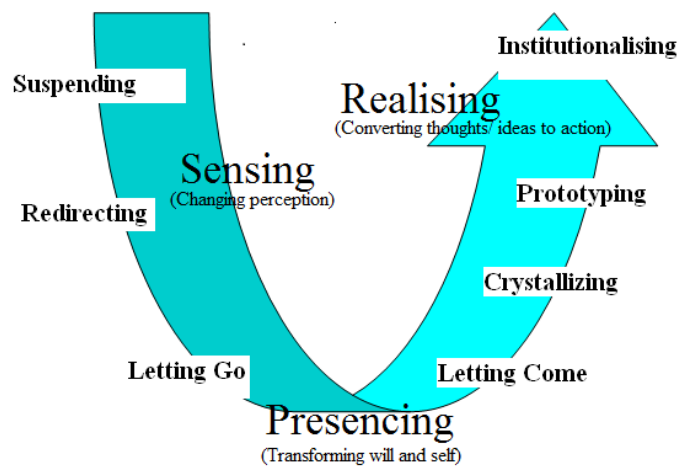 Institutionalising
Suspending
Realising
(Converting thoughts/ ideas to action)
Sensing
(Changing perception)
Prototyping
Redirecting
Crystallizing
Letting Go
Letting Come
Presencing
(Transforming will and self)